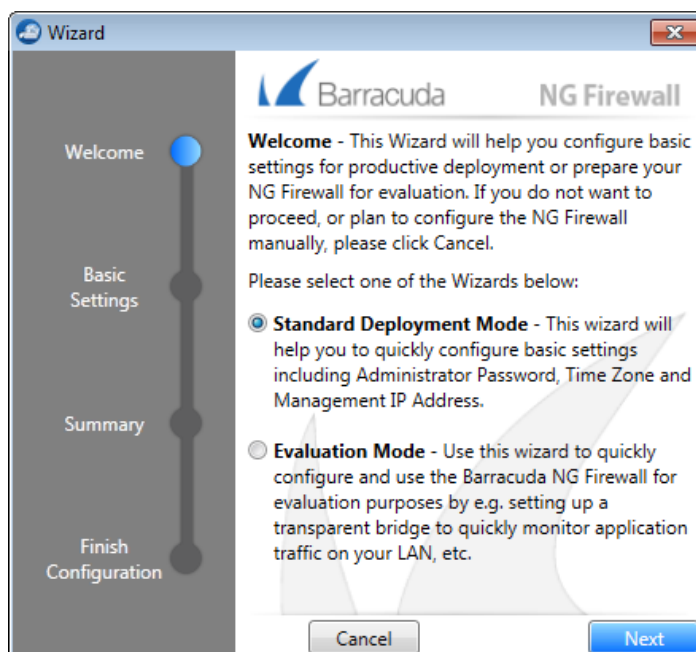 Wizard
Welcome
Basic
Settings
Summary
Finish
Configuration
Barracuda NG Firewall
Welcome - This Wizard will help you configure basic
settings for productive deployment or prepare your
NG Firewall for evaluation. If you do not want to
proceed, or plan to configure the NG Firewall
manually, please click Cancel.
Please select one of the Wizards below:
Standard Deployment Mode - This wizard will
help you to quickly configure basic settings
including Administrator Password, Time Zone and
Management IP Address.
Evaluation Mode - Use this wizard to quickly
configure and use the Barracuda NG Firewall for
evaluation purposes by e.g. setting up a
transparent bridge to quickly monitor application
traffic on your LAN, etc.
Cancel Next